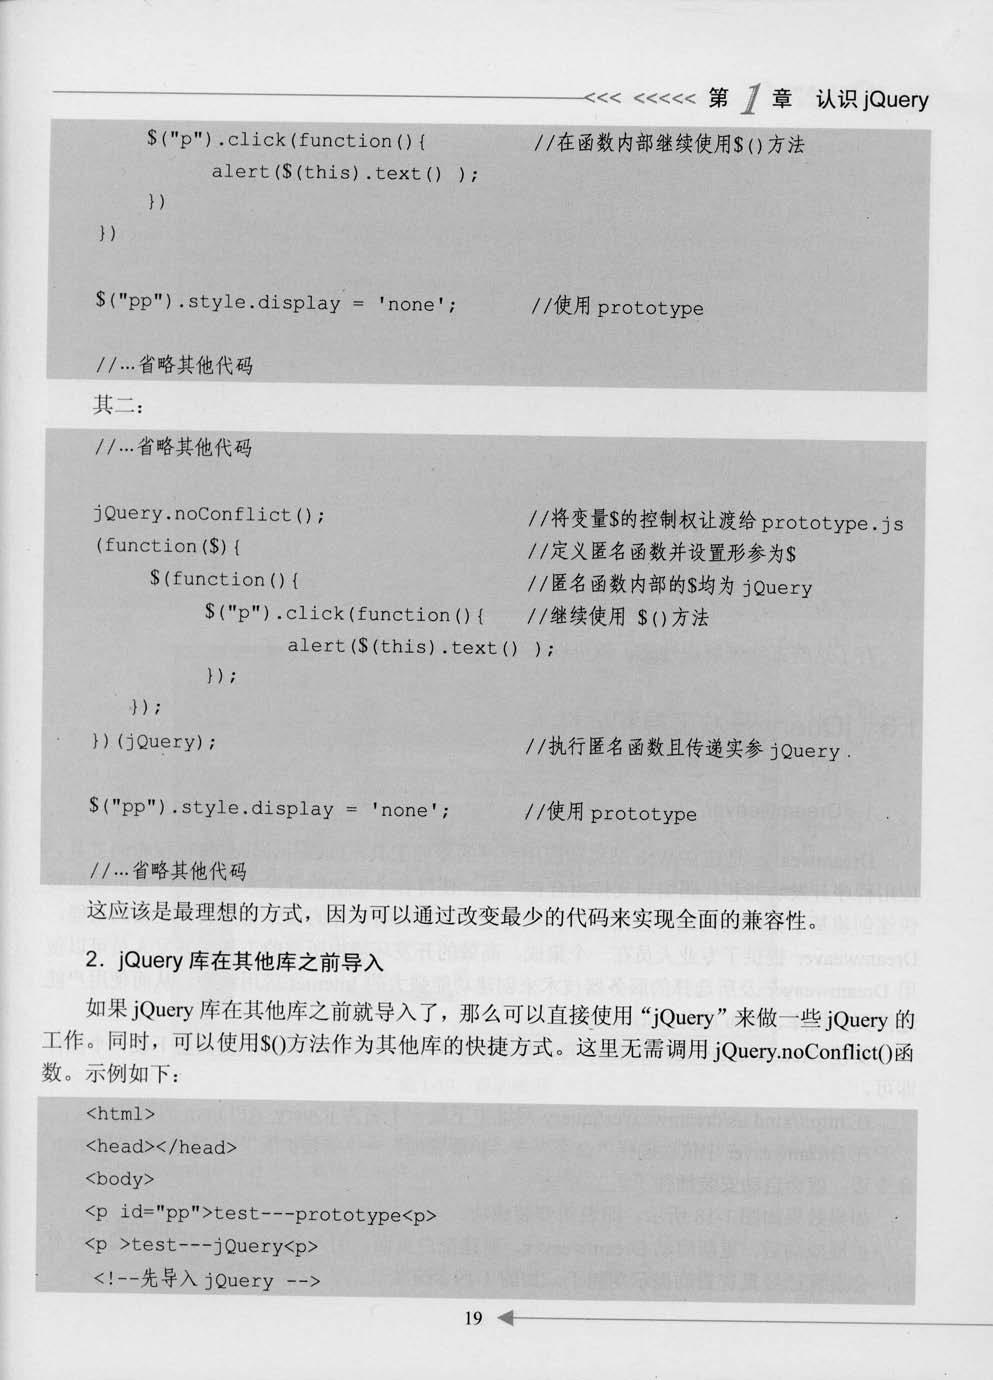 <<< <<<<< 第 1 章 认识 jQuery
$("p").click(function(){ //在函数内部继续使用$()方法
alert($(this).text() );
})
})
$("pp").style.display = 'none'; //使用 prototype
//…省略其他代码
其二：
//…省略其他代码
jQuery.noConflict(); //将变量$的控制权让渡给 prototype.js
(function($){ //定义匿名函数并设置形参为$
$(function(){ //匿名函数内部的$均为 jQuery
$("p").click(function(){ //继续使用 $()方法
alert($(this).text() );
});
});
})(jQuery); //执行匿名函数且传递实参 jQuery
$("pp").style.display = 'none'; //使用 prototype
//…省略其他代码
这应该是最理想的方式，因为可以通过改变最少的代码来实现全面的兼容性。
2．jQuery 库在其他库之前导入
如果 jQuery 库在其他库之前就导入了，那么可以直接使用“jQuery”来做一些 jQuery 的
工作。同时，可以使用$()方法作为其他库的快捷方式。这里无需调用 jQuery.noConflict()函
数。示例如下：
<html>
<head></head>
<body>
<p id="pp">test---prototype<p>
<p >test---jQuery<p>
<!--先导入 jQuery -->
19